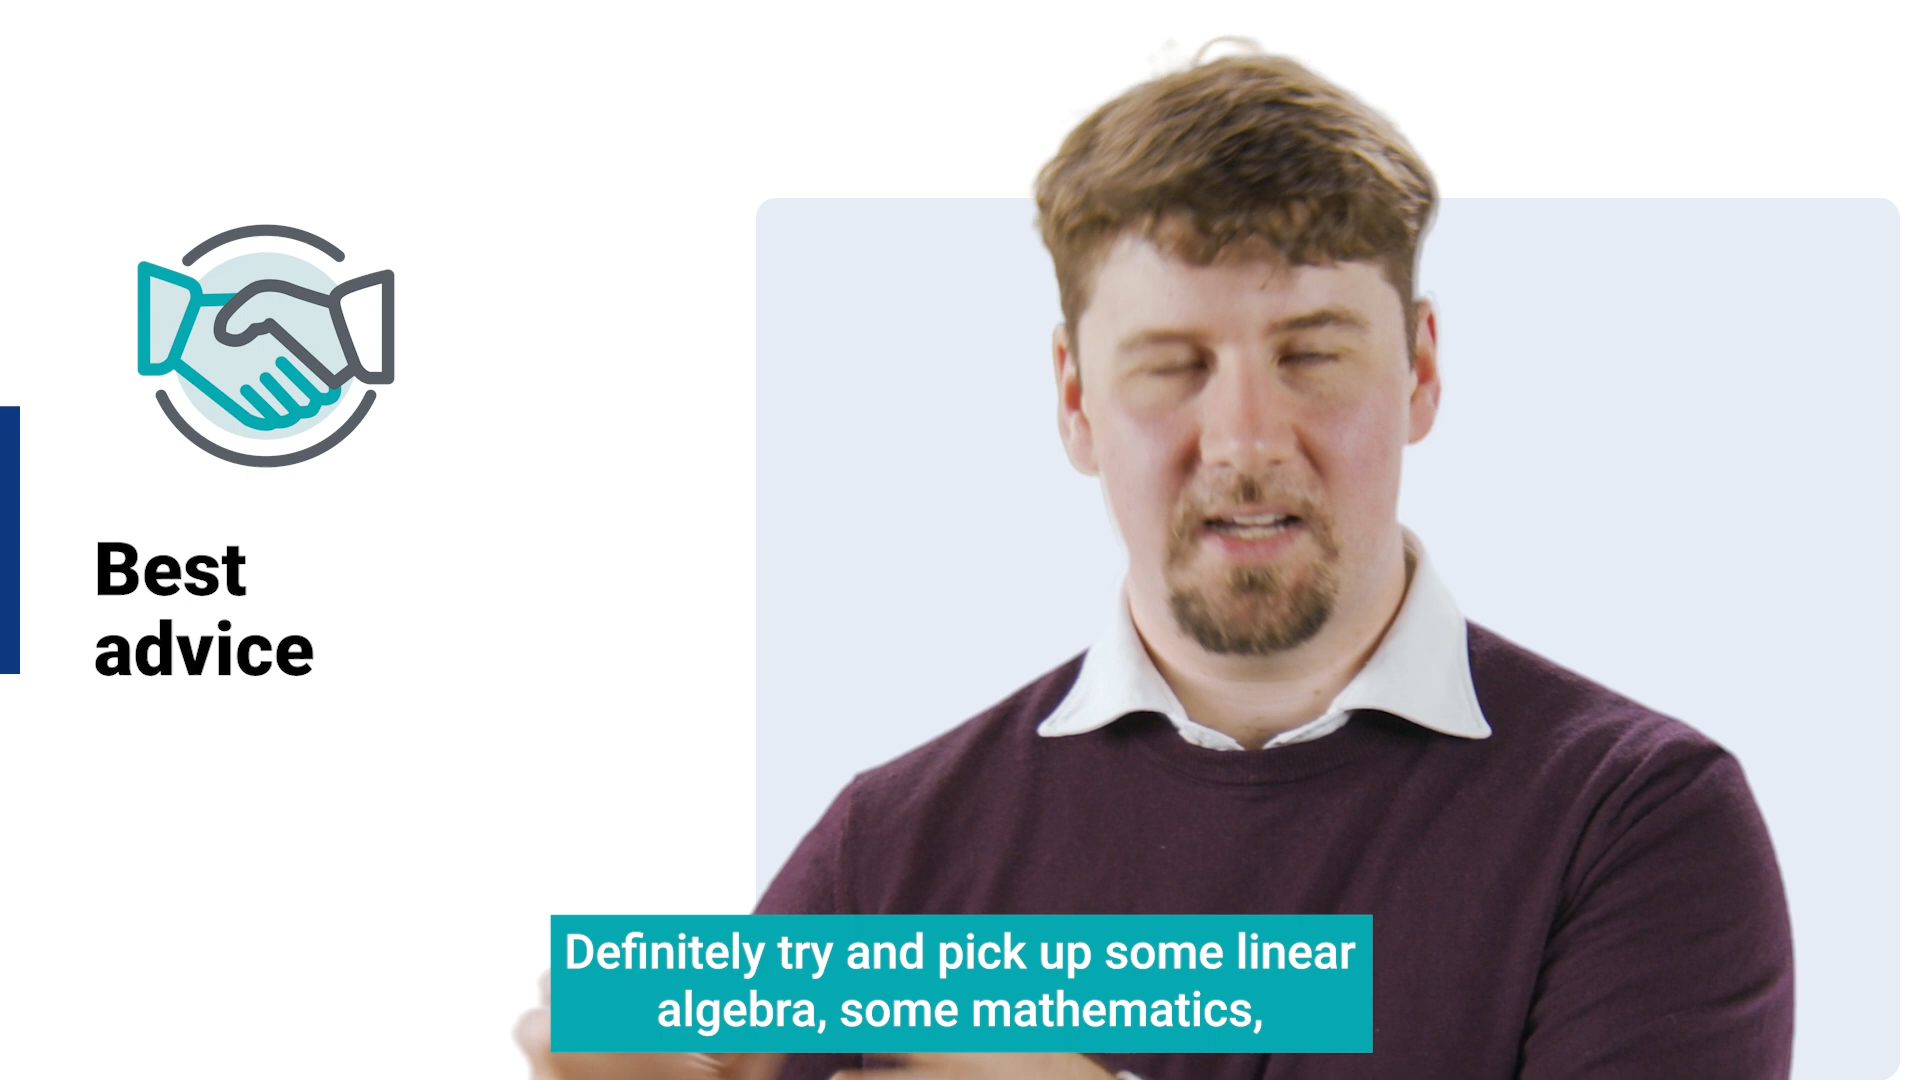 Best
advice
Definitely try and pick up some linear
algebra, some mathematics,